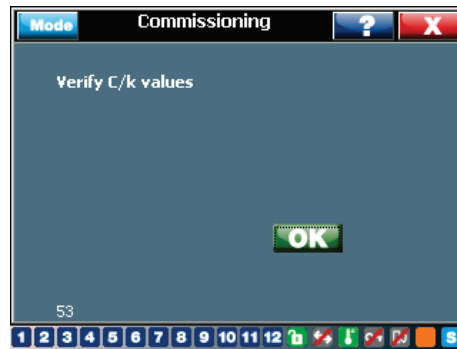 Mode Commissioning ? X
Verify C/k values
OK
53
1 2 3 4 5 6 7 8 9 10 11 12 S